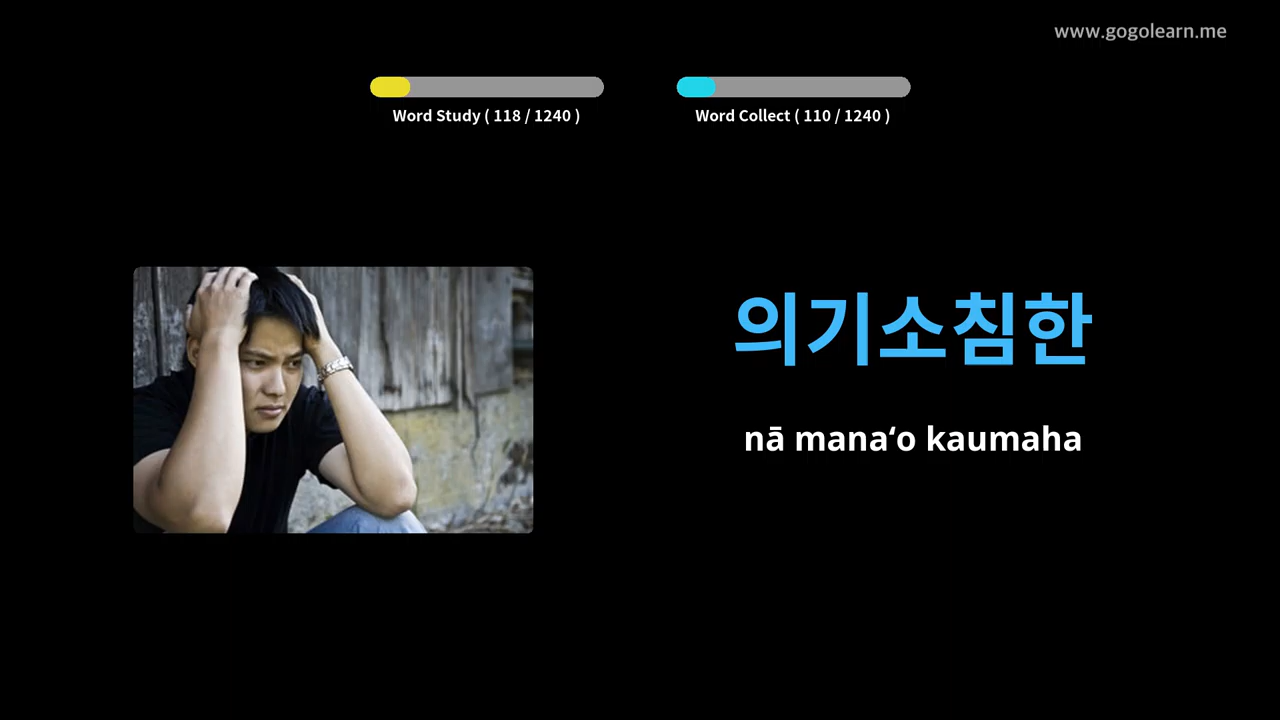 www.gogolearn.me
Word Study ( 118 / 1240 )
Word Collect ( 110 / 1240 )
의기소침한
nā manaʻo kaumaha